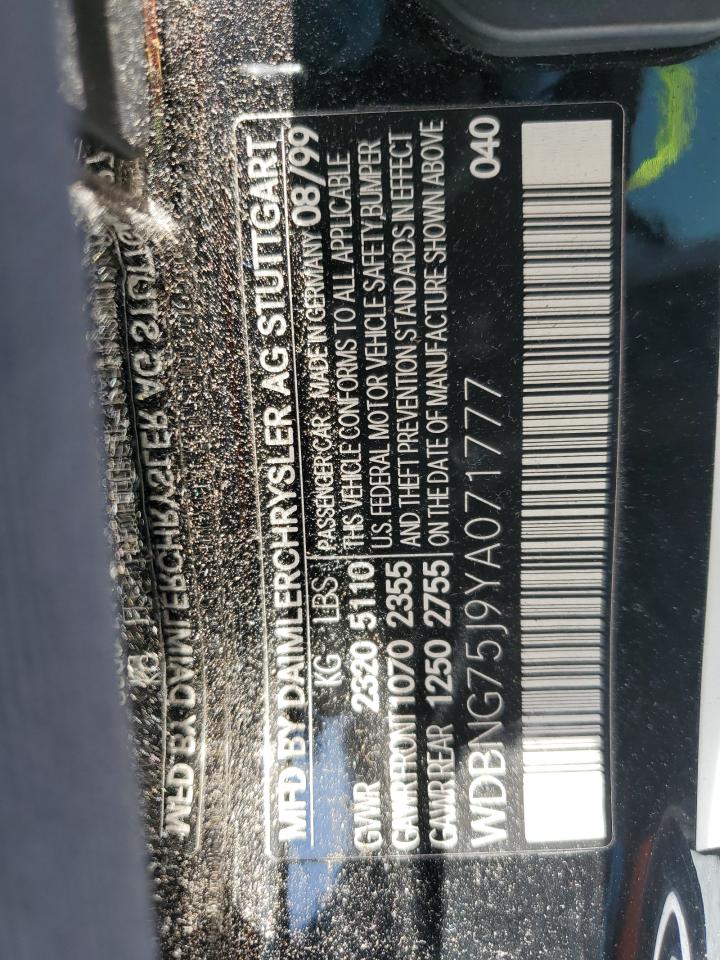 MFD BY DAIMLERCHRYSLER AG STUTTGART
KG LBS PASSENGER CAR MADE IN GERMANY 08/99
GVWR 2320 5110 THIS VEHICLE CONFORMS TO ALL APPLICABLE
U.S. FEDERAL MOTOR VEHICLE SAFETY, BUMPER
GAWR FRONT 1070 2355 AND THEFT PREVENTION STANDARDS IN EFFECT
GAWR REAR 1250 2755 ON THE DATE OF MANUFACTURE SHOWN ABOVE
WDBNG75J9YA071777 040